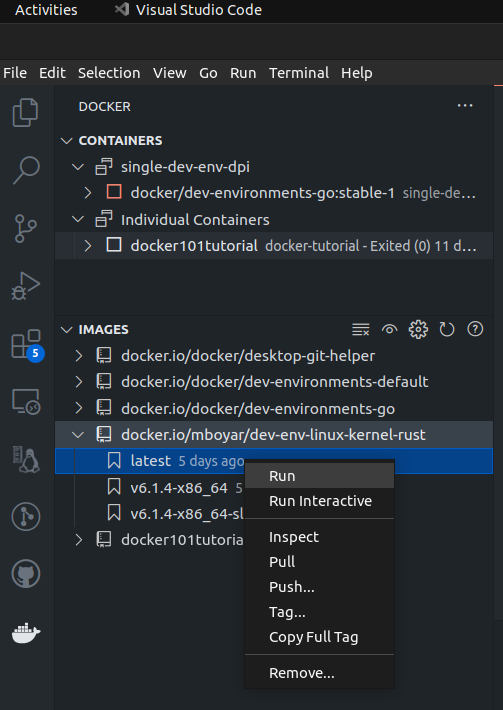 Activities Visual Studio Code
File Edit Selection View Go Run Terminal Help
DOCKER
CONTAINERS
single-dev-env-dpi
docker/dev-environments-go:stable-1 single-de...
Individual Containers
docker101tutorial docker-tutorial - Exited (0) 11 d...
IMAGES
docker.io/docker/desktop-git-helper
docker.io/docker/dev-environments-default
5
docker.io/docker/dev-environments-go
docker.io/mboyar/dev-env-linux-kernel-rust
latest 5 days ago
Run
v6.1.4-x86_64 5
Run Interactive
v6.1.4-x86_64-sl
Inspect
docker101tutoria
Pull
Push...
Tag...
Copy Full Tag
Remove...